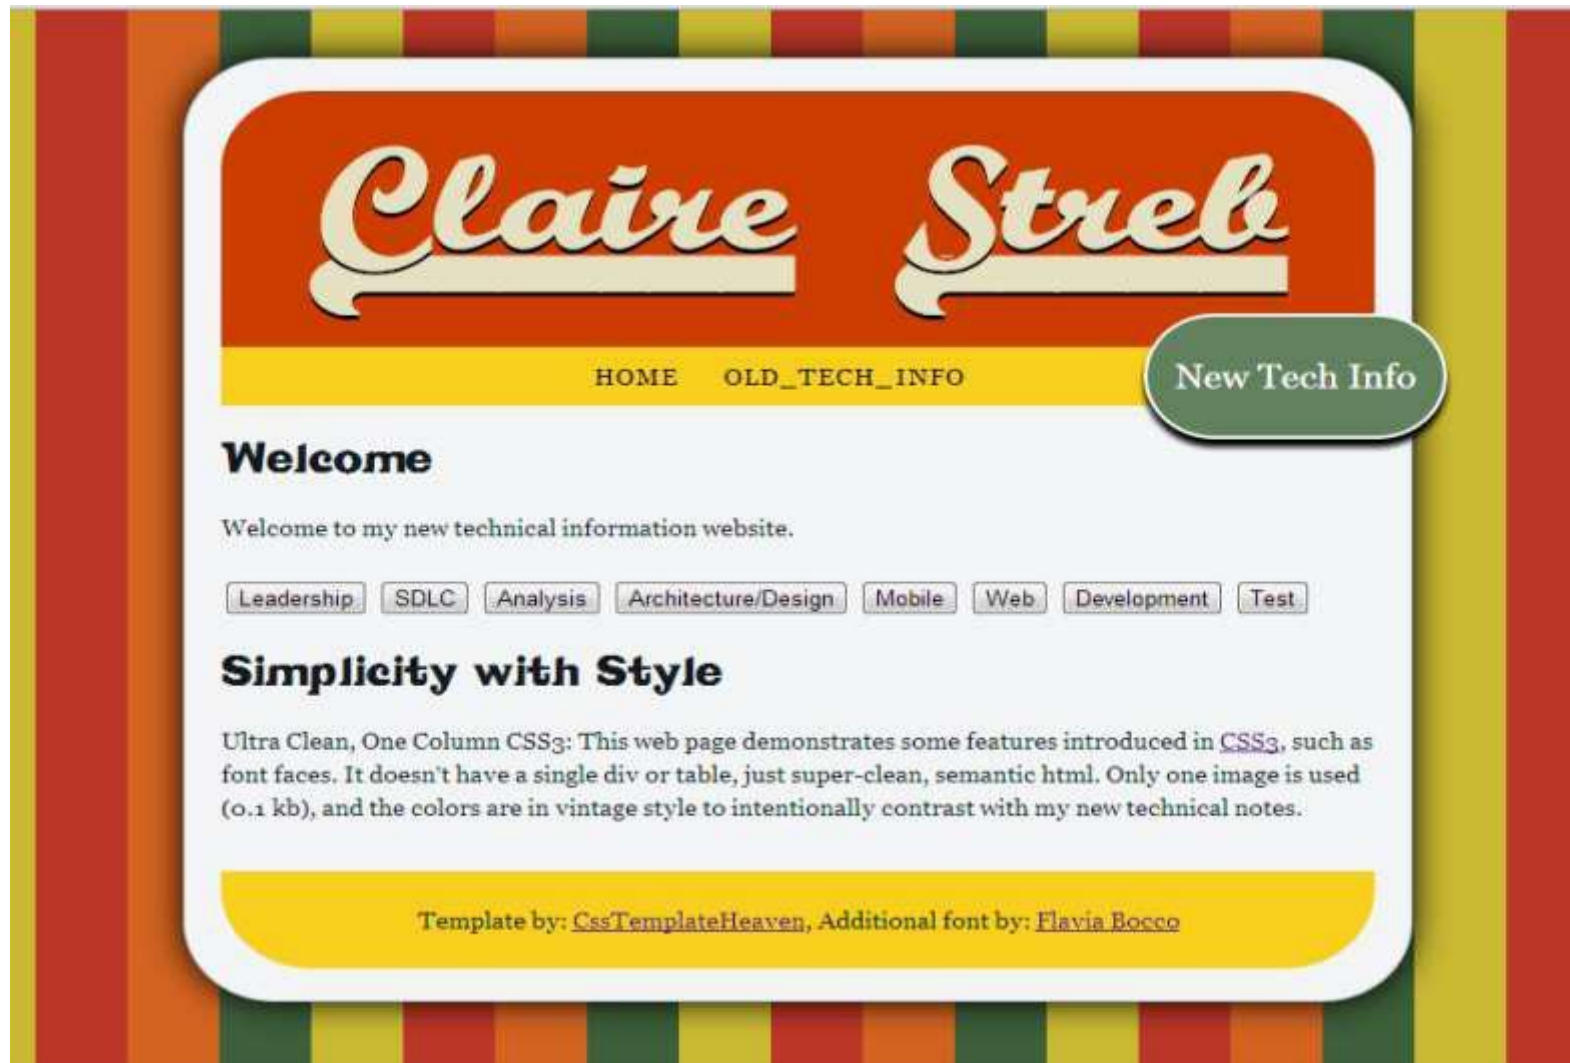 Claire Streb
HOME OLD_TECH_INFO
New Tech Info
Welcome
Welcome to my new technical information website.
Leadership SDLC Analysis Architecture/Design Mobile Web Development Test
Simplicity with Style
Ultra Clean, One Column CSS3: This web page demonstrates some features introduced in CSS3, such as
font faces. It doesn't have a single div or table, just super-clean, semantic html. Only one image is used
(0.1 kb), and the colors are in vintage style to intentionally contrast with my new technical notes.
Template by: CssTemplateHeaven, Additional font by: Flavia Bocco